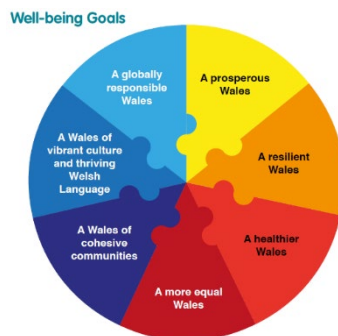 Well-being Goals
A prosperous
Wales
A resilient
Wales
A healthier
Wales
A more equal
Wales
A Wales of
cohesive
communities
A Wales of
vibrant culture
and thriving
Welsh
Language
A globally
responsible
Wales